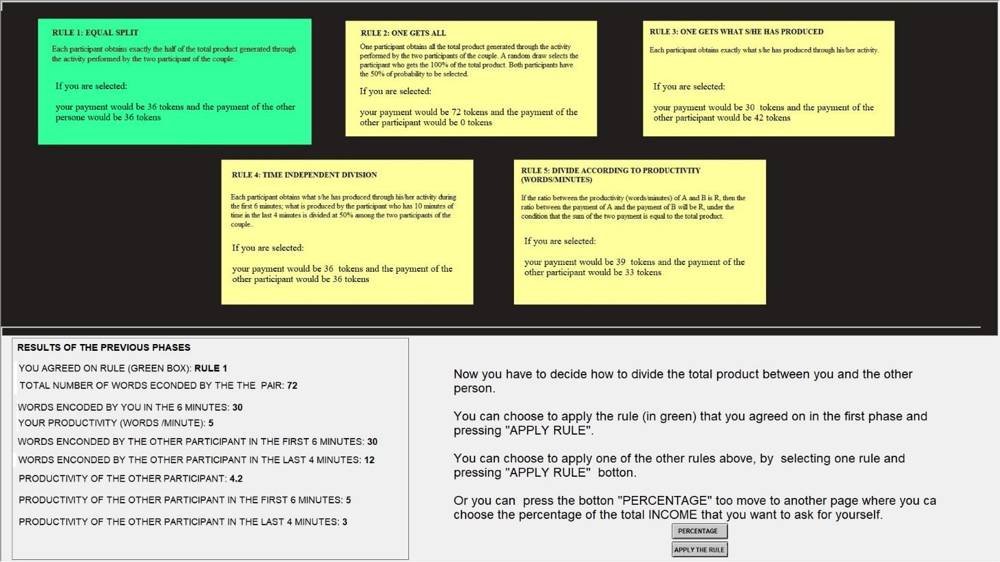 RULE 1: EQUAL SPLIT
Each participant obtains exactly the half of the total product generated through
the activity performed by the two participant of the couple..
If you are selected:
your payment would be 36 tokens and the payment of the other
persone would be 36 tokens
RULE 2: ONE GETS ALL
One participant obtains all the total product generated through the activity
performed by the two participants of the couple. A random draw selects the
participant who gets the 100% of the total product. Both participants have
the 50% of probability to be selected.
If you are selected:
your payment would be 72 tokens and the payment of the
other participant would be 0 tokens
RULE 3: ONE GETS WHAT S/HE HAS PRODUCED
Each participant obtains exactly what s/he has produced through his/her activity.
If you are selected:
your payment would be 30 tokens and the payment of the
other participant would be 42 tokens
RULE 4: TIME INDEPENDENT DIVISION
Each participant obtains what s/he has produced through his/her activity during
the first 6 minutes; what is produced by the participant who has 10 minutes of
time in the last 4 minutes is divided at 50% among the two participants of the
couple..
If you are selected:
your payment would be 36 tokens and the payment of the
other participant would be 36 tokens
RULE 5: DIVIDE ACCORDING TO PRODUCTIVITY
(WORDS/MINUTES)
If the ratio between the productivity (words/minutes) of A and B is R, then the
ratio between the payment of A and the payment of B will be R, under the
condition that the sum of the two payment is equal to the total product.
If you are selected:
your payment would be 39 tokens and the payment of the
other participant would be 33 tokens
RESULTS OF THE PREVIOUS PHASES
YOU AGREED ON RULE (GREEN BOX): RULE 1
TOTAL NUMBER OF WORDS ECONDED BY THE THE PAIR: 72
WORDS ENCODED BY YOU IN THE 6 MINUTES: 30
YOUR PRODUCTIVITY (WORDS /MINUTE): 5
WORDS ENCONDED BY THE OTHER PARTICIPANT IN THE FIRST 6 MINUTES: 30
WORDS ENCONDED BY THE OTHER PARTICIPANT IN THE LAST 4 MINUTES: 12
PRODUCTIVITY OF THE OTHER PARTICIPANT: 4.2
PRODUCTIVITY OF THE OTHER PARTICIPANT IN THE FIRST 6 MINUTES: 5
PRODUCTIVITY OF THE OTHER PARTICIPANT IN THE LAST 4 MINUTES: 3
Now you have to decide how to divide the total product between you and the other
person.
You can choose to apply the rule (in green) that you agreed on in the first phase and
pressing "APPLY RULE".
You can choose to apply one of the other rules above, by selecting one rule and
pressing "APPLY RULE" botton.
Or you can press the botton "PERCENTAGE" too move to another page where you ca
choose the percentage of the total INCOME that you want to ask for yourself.
PERCENTAGE
APPLY THE RULE